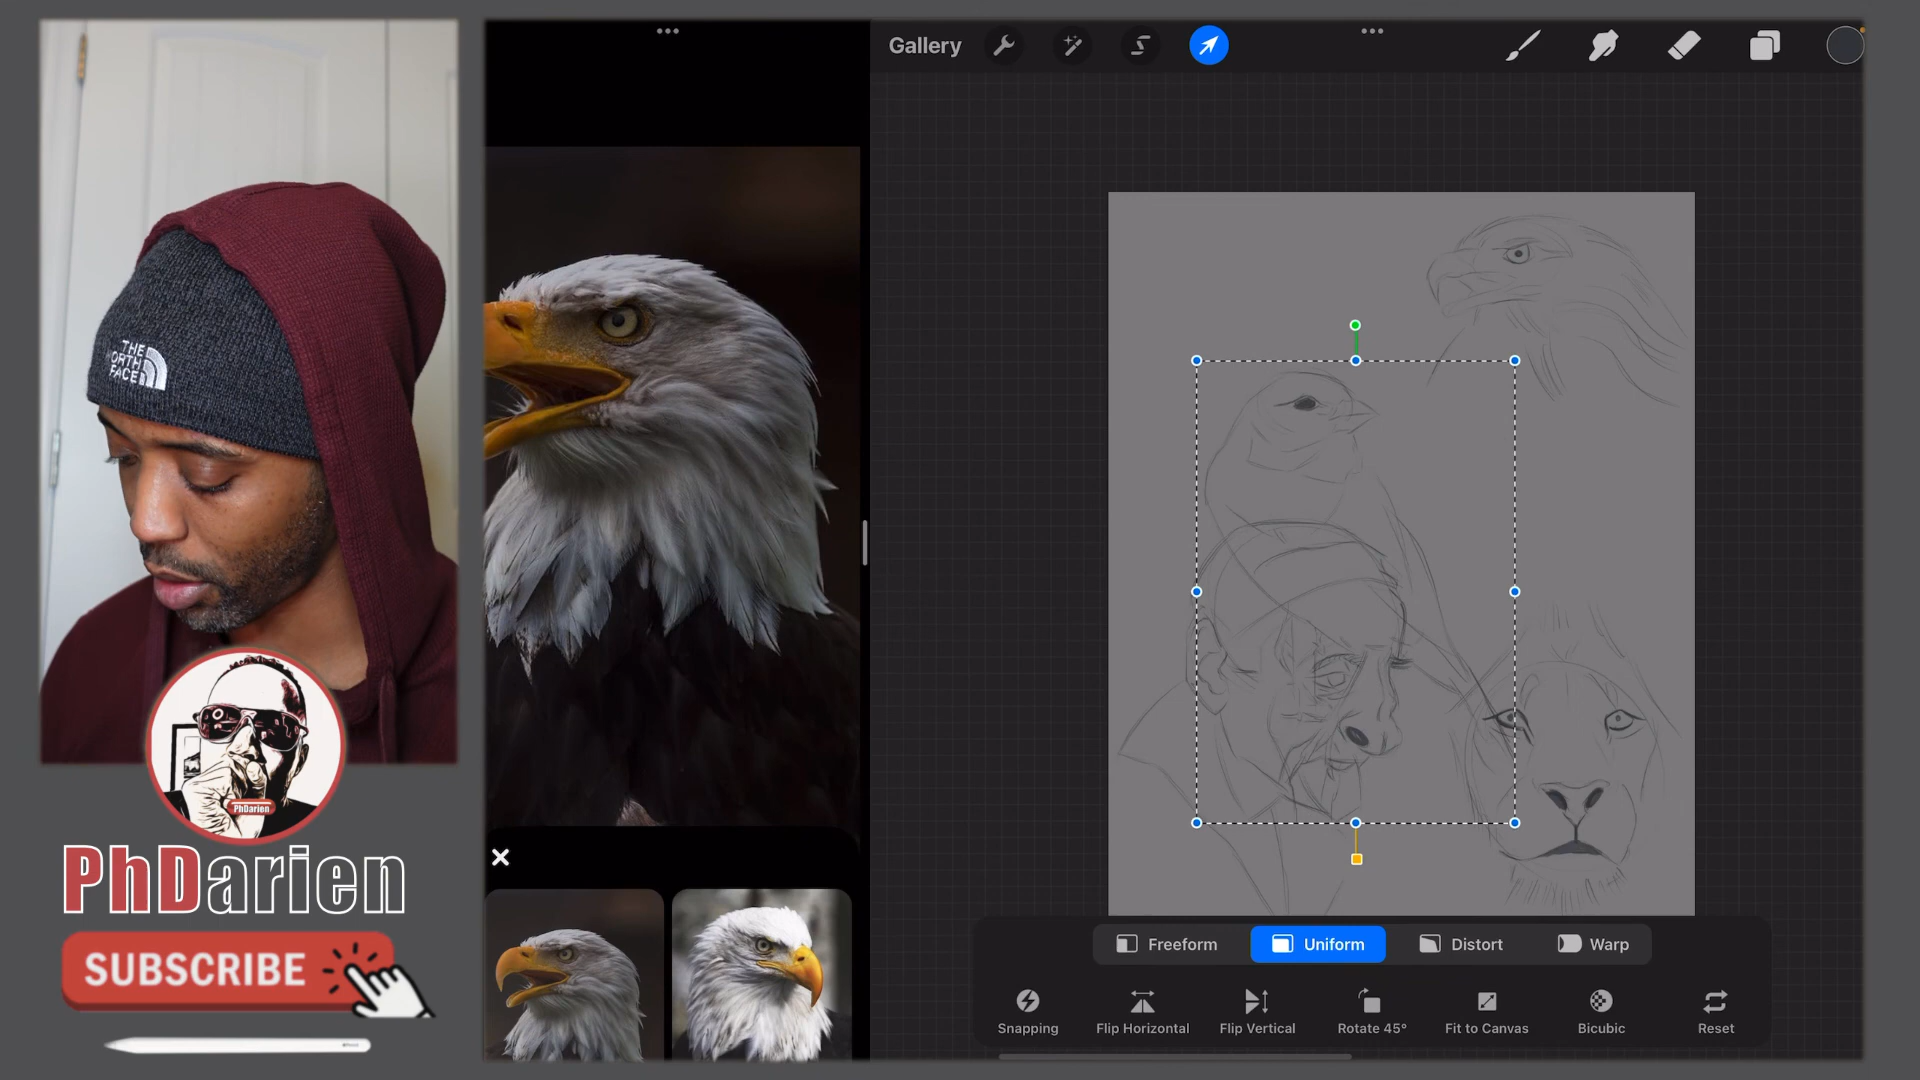 THE
NORTH
FACE
PhDarien
PhDarien
SUBSCRIBE
Gallery
Freeform
Uniform
Distort
Warp
Snapping
Flip Horizontal
Flip Vertical
Rotate 45°
Fit to Canvas
Bicubic
Reset